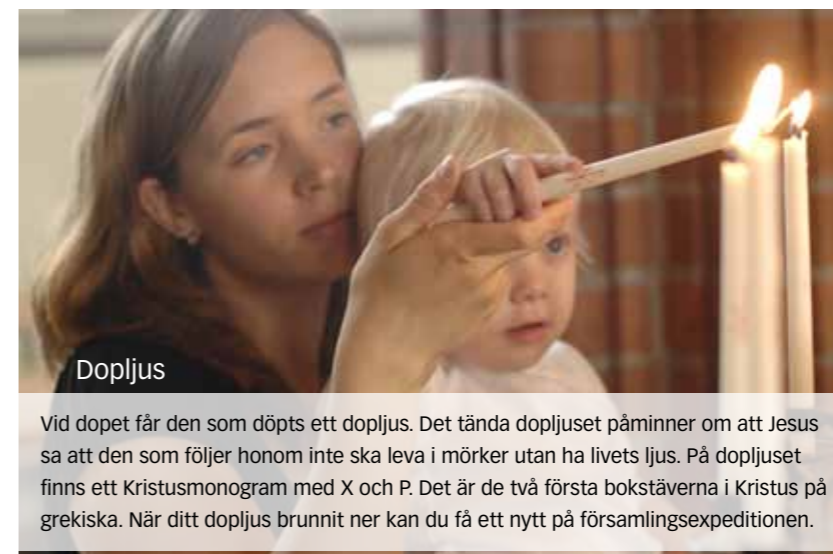 Dopljus
Vid dopet får den som döpts ett dopljus. Det tända dopljuset påminner om att Jesus
sa att den som följer honom inte ska leva i mörker utan ha livets ljus. På dopljuset
finns ett Kristusmonogram med X och P. Det är de två första bokstäverna i Kristus på
grekiska. När ditt dopljus brunnit ner kan du få ett nytt på församlingsexpeditionen.